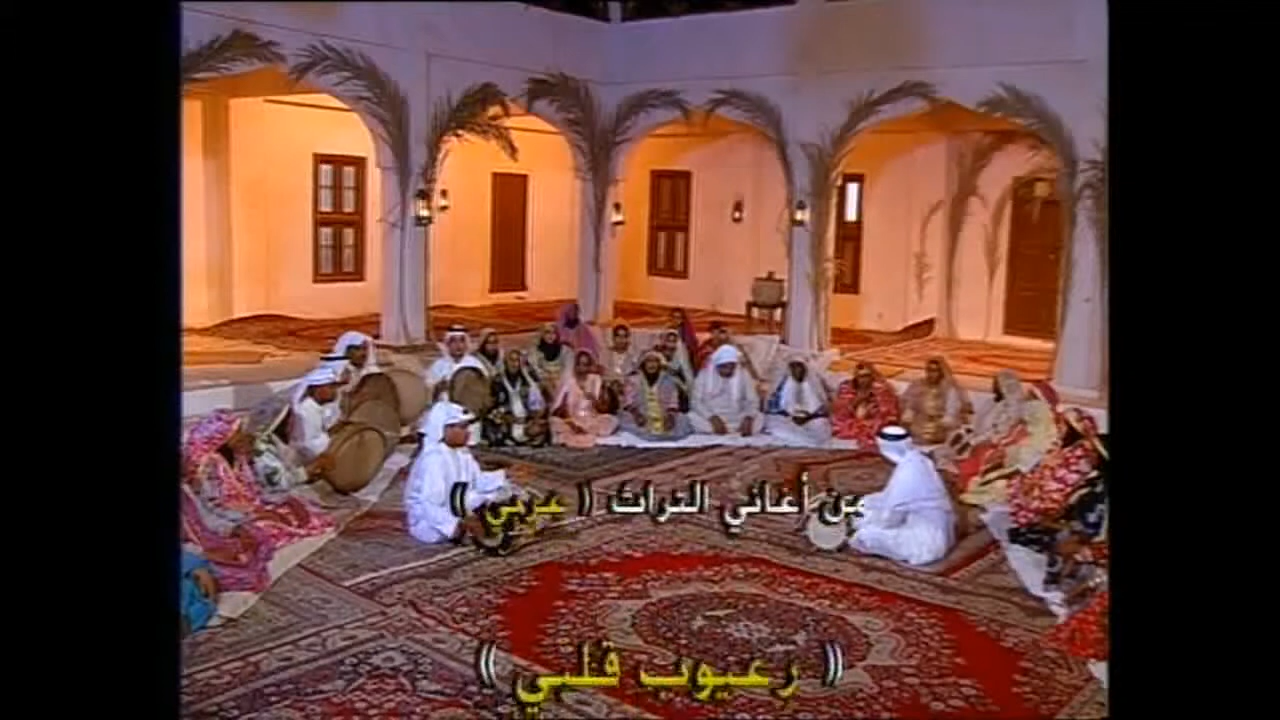 من أغاني التراث ( عربي )
(( رعبوب قلبي ))